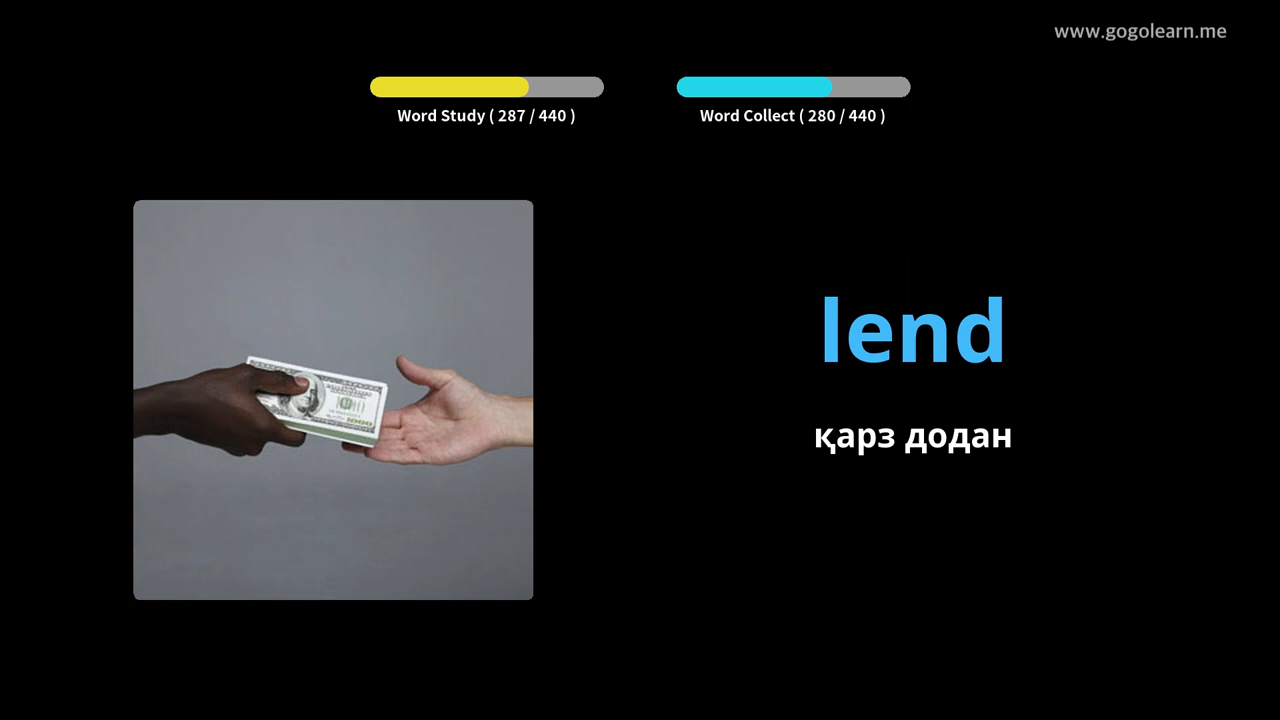 www.gogolearn.me
Word Study ( 287 / 440 )
Word Collect ( 280 / 440 )
lend
қарз додан